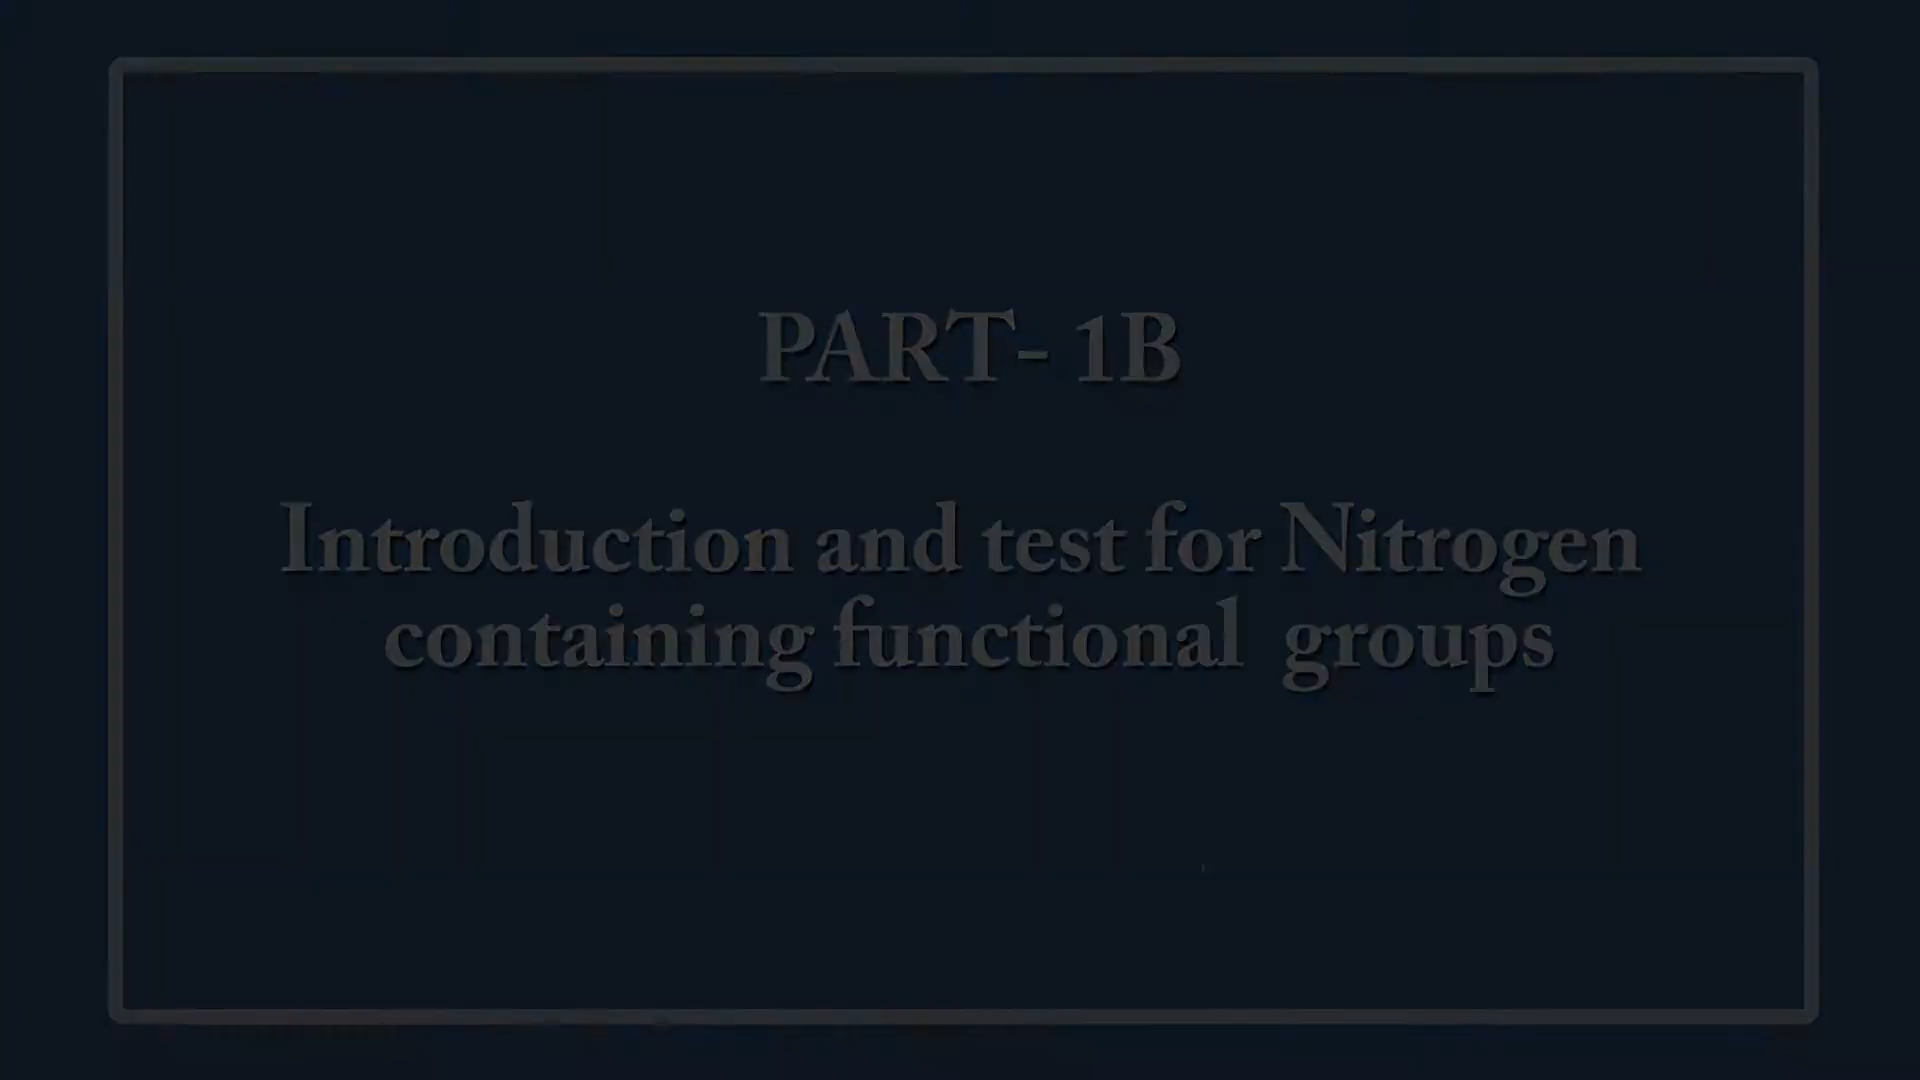 PART- 1B
Introduction and test for Nitrogen
containing functional groups